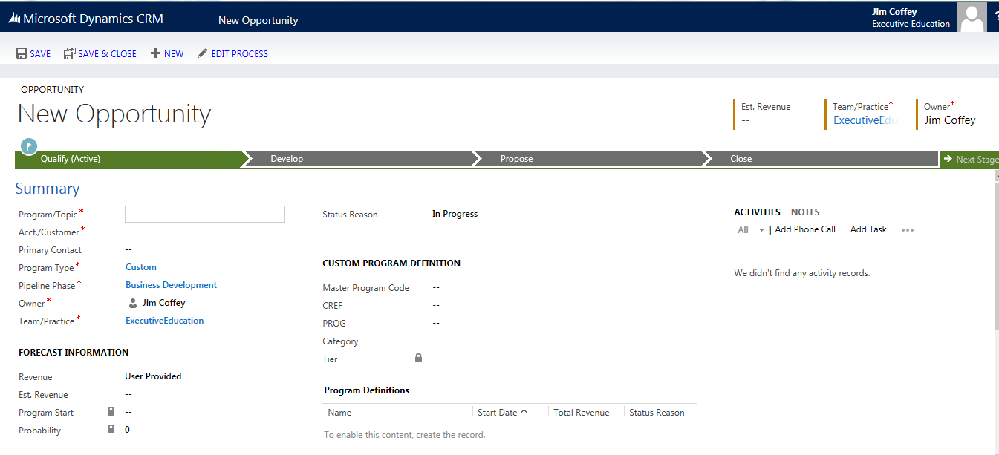 Microsoft Dynamics CRM
New Opportunity
Jim Coffey
Executive Education
?
SAVE
SAVE & CLOSE
NEW
EDIT PROCESS
OPPORTUNITY
New Opportunity
Est. Revenue
--
Team/Practice*
ExecutiveEdu
Owner*
Jim Coffey
Qualify (Active)
Develop
Propose
Close
Next Stage
Summary
Program/Topic*
Acct./Customer* --
Primary Contact --
Program Type* Custom
Pipeline Phase* Business Development
Owner* Jim Coffey
Team/Practice* ExecutiveEducation
FORECAST INFORMATION
Revenue User Provided
Est. Revenue --
Program Start --
Probability 0
Status Reason In Progress
CUSTOM PROGRAM DEFINITION
Master Program Code --
CREF --
PROG --
Category --
Tier --
Program Definitions
Name Start Date ↑ Total Revenue Status Reason
To enable this content, create the record.
ACTIVITIES NOTES
All | Add Phone Call Add Task •••
We didn't find any activity records.